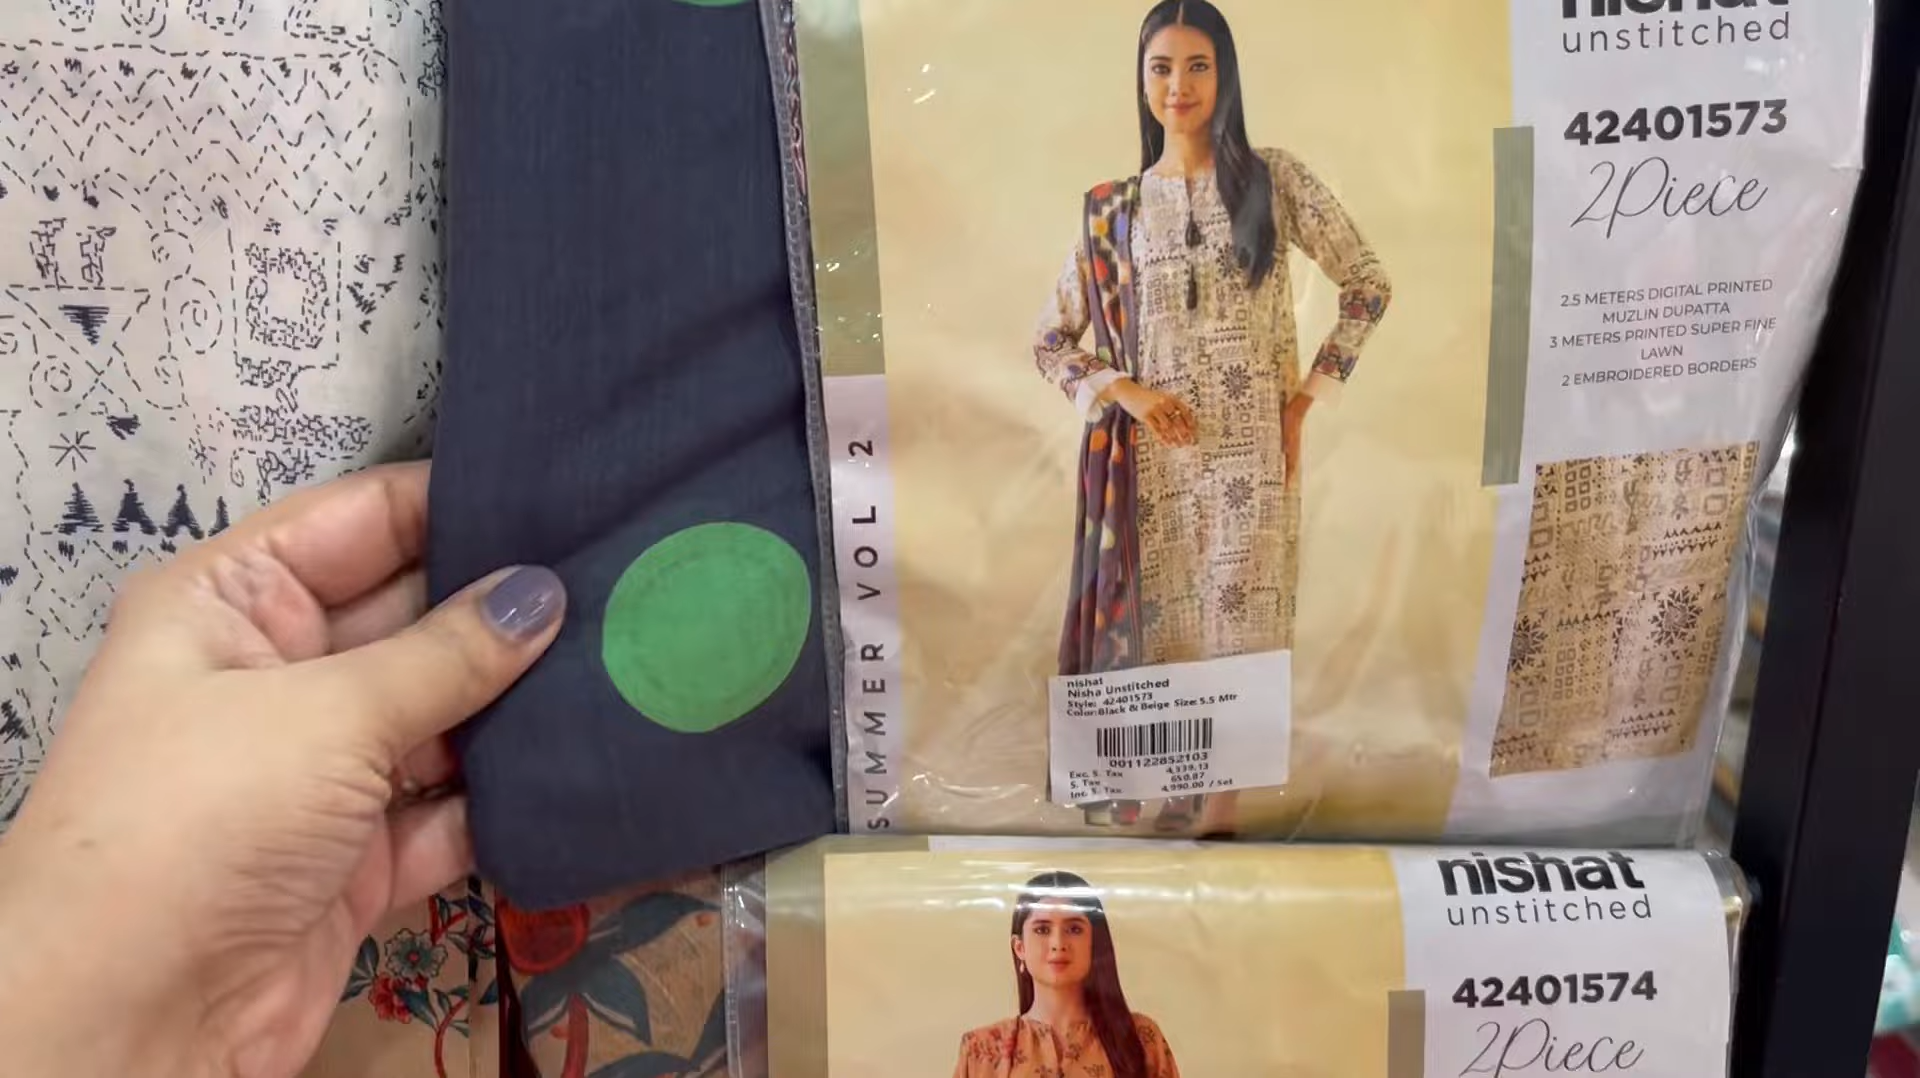 nishat
unstitched
42401573
2Piece
2.5 METERS DIGITAL PRINTED
MUZLIN DUPATTA
3 METERS PRINTED SUPER FINE
LAWN
2 EMBROIDERED BORDERS
SUMMER VOL 2
nishat
Nisha Unstitched
Style: 42401573
Color:Black & Beige Size: 5.5 Mtr
001122852103
Exc. S. Tax 4,339.13
S. Tax 650.87
Inc. S. Tax 4,990.00 / Set
nishat
unstitched
42401574
2Piece